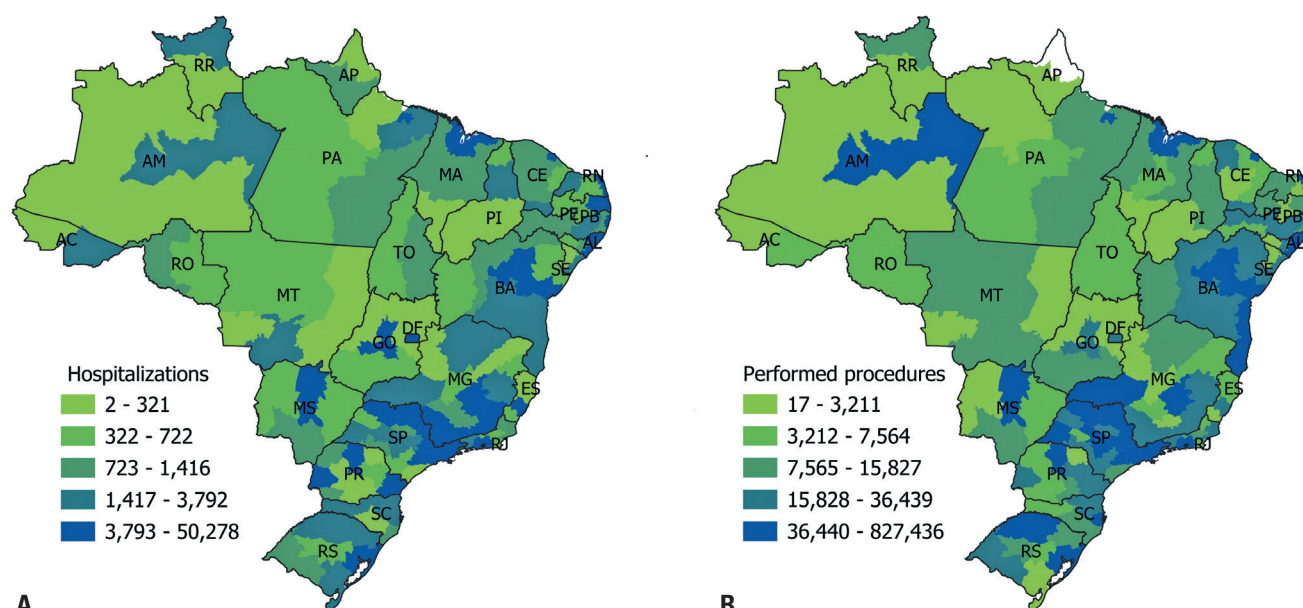 RR
AP
AM
PA
MA
CE
RN
PI
PE
PB
AC
AL
TO
RO
SE
BA
MT
DF
GO
Hospitalizations
MG
2 - 321
ES
MS
322 - 722
SP
RJ
723 - 1,416
PR
1,417 - 3,792
SC
3,793 - 50,278
RS
A
RR
AP
AM
PA
MA
CE
RN
PI
PE
PB
AC
AL
TO
RO
SE
BA
MT
DF
GO
Performed procedures
MG
17 - 3,211
ES
MS
3,212 - 7,564
SP
RJ
7,565 - 15,827
PR
15,828 - 36,439
SC
36,440 - 827,436
RS
B